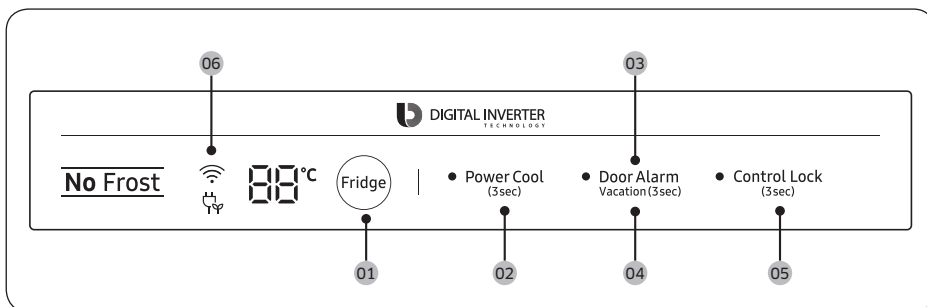 06
03
DIGITAL INVERTER
TECHNOLOGY
No Frost
88°C
Fridge
Power Cool
(3sec)
Door Alarm
Vacation (3sec)
Control Lock
(3sec)
01
02
04
05